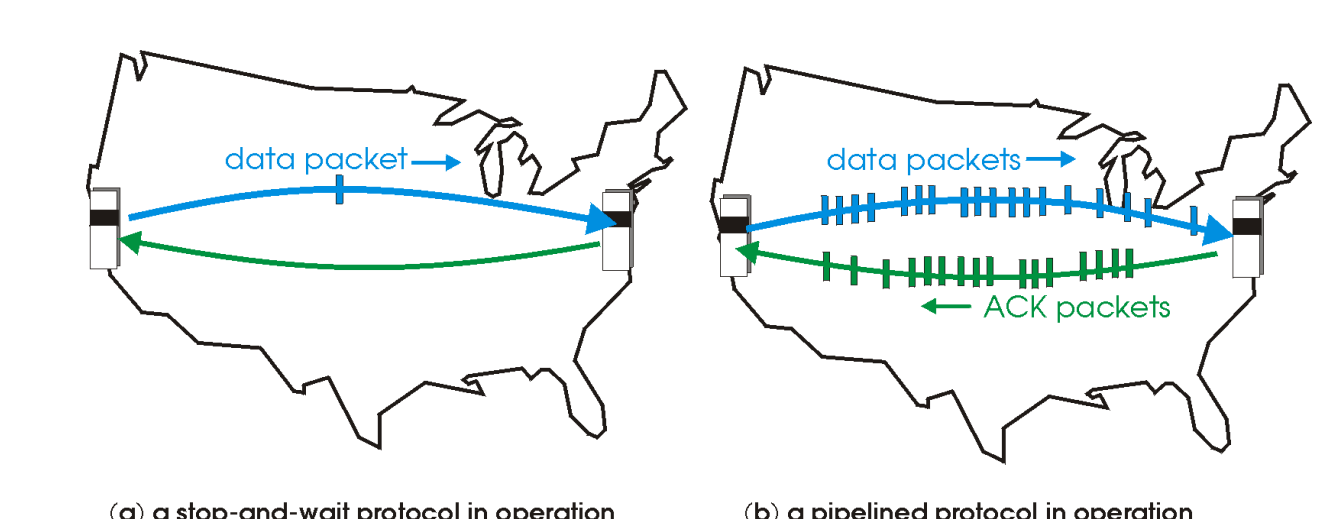 data packet
data packets
ACK packets
(a) a stop-and-wait protocol in operation
(b) a pipelined protocol in operation